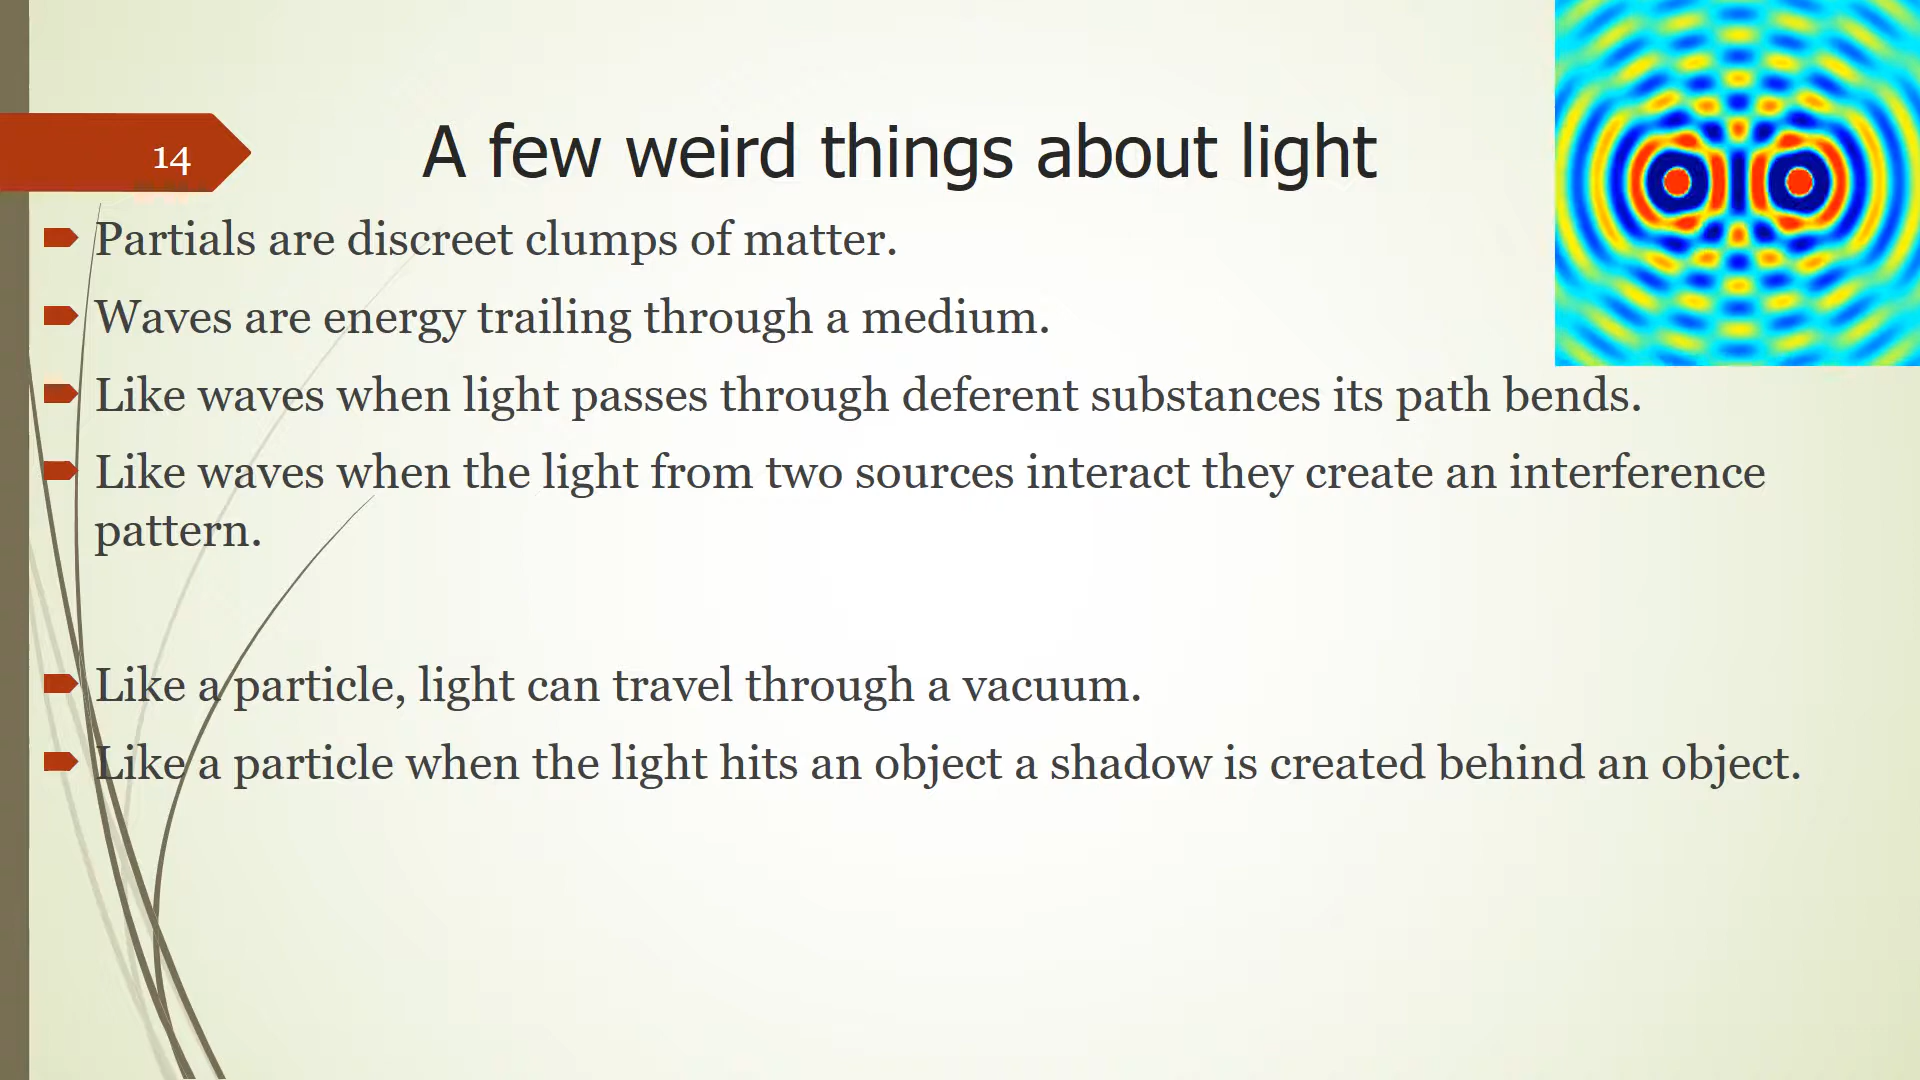 14
A few weird things about light
Partials are discreet clumps of matter.
Waves are energy trailing through a medium.
Like waves when light passes through deferent substances its path bends.
Like waves when the light from two sources interact they create an interference
pattern.
Like a particle, light can travel through a vacuum.
Like a particle when the light hits an object a shadow is created behind an object.